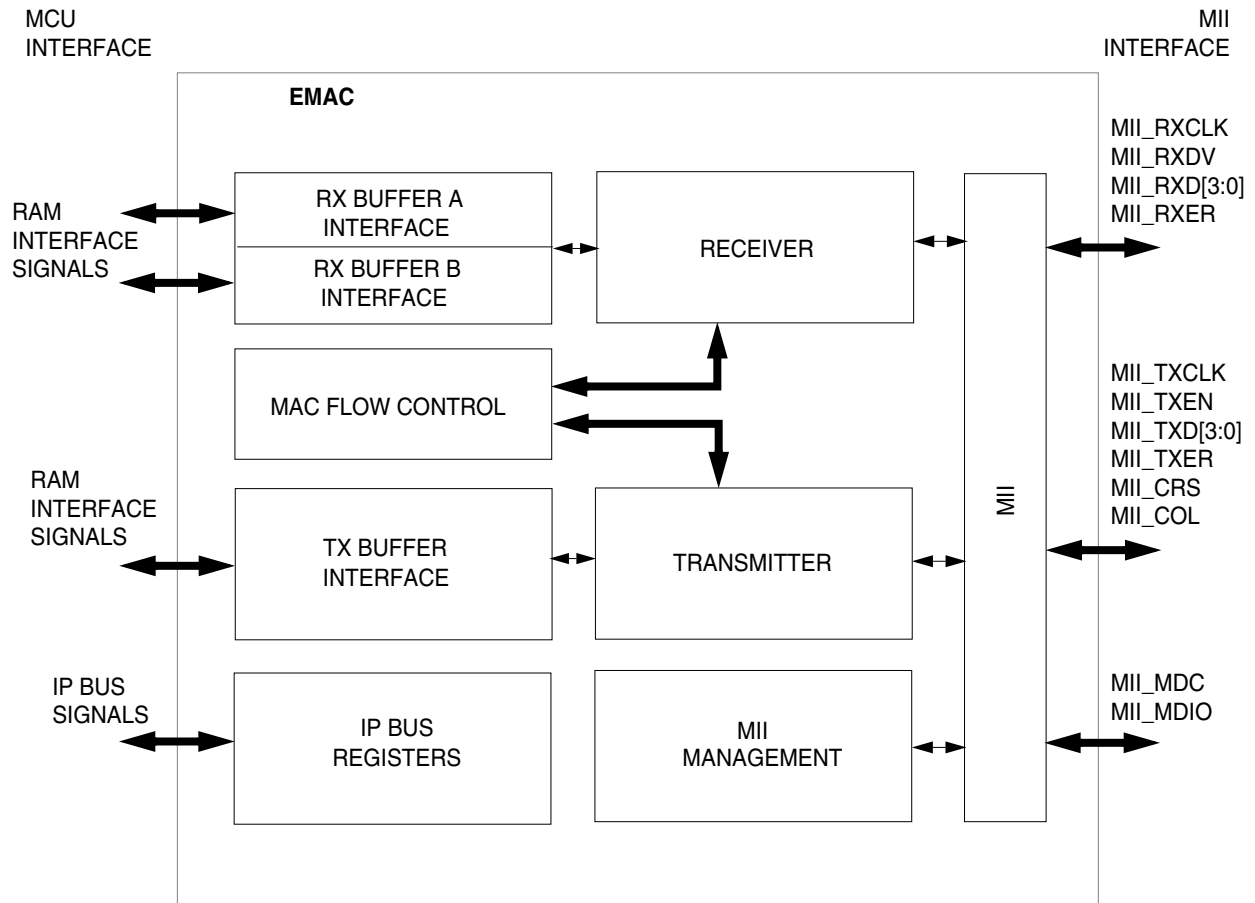 MCU
INTERFACE
MII
INTERFACE
EMAC
MII_RXCLK
MII_RXDV
MII_RXD[3:0]
MII_RXER
RAM
INTERFACE
SIGNALS
RX BUFFER A
INTERFACE
RX BUFFER B
INTERFACE
RECEIVER
MAC FLOW CONTROL
MII_TXCLK
MII_TXEN
MII_TXD[3:0]
MII_TXER
MII_CRS
MII_COL
RAM
INTERFACE
SIGNALS
TX BUFFER
INTERFACE
TRANSMITTER
MII
IP BUS
SIGNALS
IP BUS
REGISTERS
MII
MANAGEMENT
MII_MDC
MII_MDIO